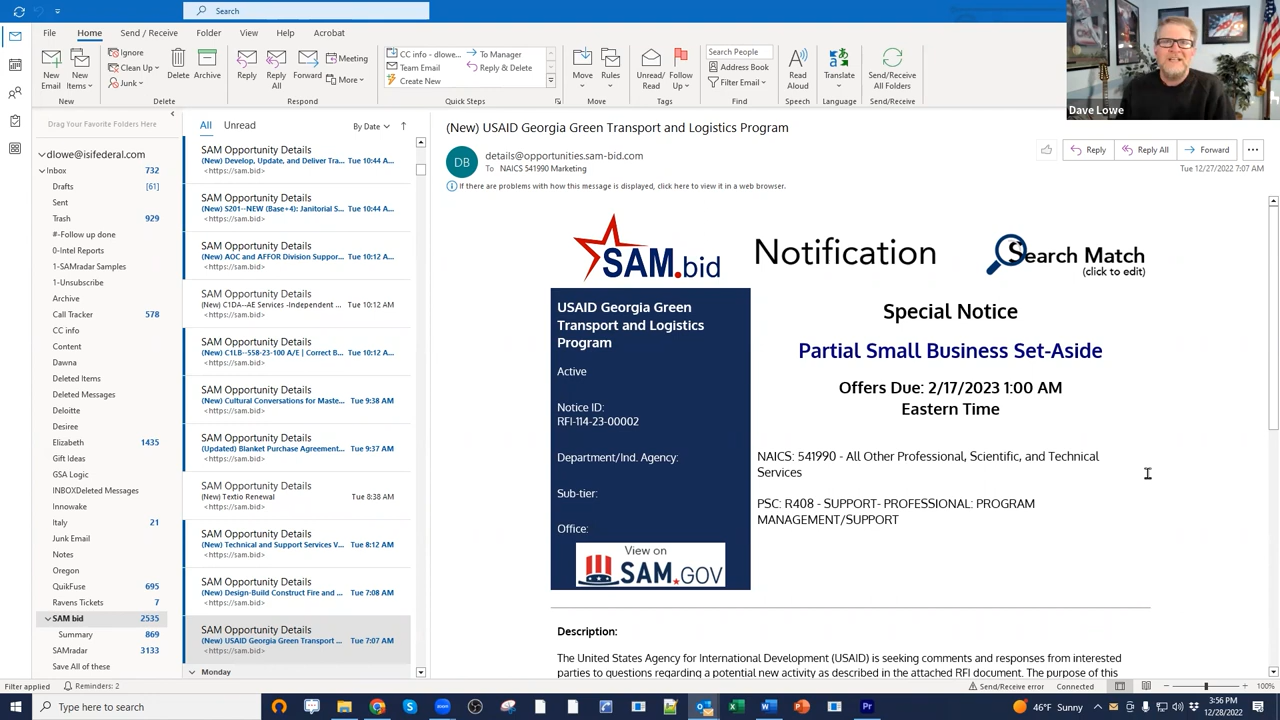 Search
File Home Send / Receive Folder View Help Acrobat
New Email
New Items
Ignore
Clean Up
Junk
Delete
Archive
Reply
Reply All
Forward
Meeting
More
CC info - dlowe...
Team Email
Create New
To Manager
Reply & Delete
Move
Rules
Unread/ Read
Follow Up
Search People
Address Book
Filter Email
Read Aloud
Translate
Send/Receive All Folders
New Delete Respond Quick Steps Move Tags Find Speech Language Send/Receive
Dave Lowe
Drag Your Favorite Folders Here
dlowe@isifederal.com
Inbox 732
Drafts [61]
Sent
Trash 929
#-Follow up done
0-Intel Reports
1-SAMradar Samples
1-Unsubscribe
Archive
Call Tracker 578
CC info
Content
Dawna
Deleted Items
Deleted Messages
Deloitte
Desiree
Elizabeth 1435
Gift Ideas
GSA Logic
INBOXDeleted Messages
Innowake
Italy 21
Junk Email
Notes
Oregon
QuikFuse 695
Ravens Tickets 7
SAM bid 2535
Summary 869
SAMradar 3133
Save All of these
All Unread By Date
SAM Opportunity Details
(New) Develop, Update, and Deliver Tra... Tue 10:44 A...
<https://sam.bid>
SAM Opportunity Details
(New) S201--NEW (Base+4): Janitorial S... Tue 10:44 A...
<https://sam.bid>
SAM Opportunity Details
(New) AOC and AFFOR Division Suppor... Tue 10:12 A...
<https://sam.bid>
SAM Opportunity Details
(New) C1DA--AE Services -Independent ... Tue 10:12 AM
<https://sam.bid>
SAM Opportunity Details
(New) C1LB--558-23-100 A/E | Correct B... Tue 10:12 A...
<https://sam.bid>
SAM Opportunity Details
(New) Cultural Conversations for Maste... Tue 9:38 AM
<https://sam.bid>
SAM Opportunity Details
(Updated) Blanket Purchase Agreement... Tue 9:37 AM
<https://sam.bid>
SAM Opportunity Details
(New) Textio Renewal Tue 8:38 AM
<https://sam.bid>
SAM Opportunity Details
(New) Technical and Support Services V... Tue 8:12 AM
<https://sam.bid>
SAM Opportunity Details
(New) Design-Build Construct Fire and ... Tue 7:08 AM
<https://sam.bid>
SAM Opportunity Details
(New) USAID Georgia Green Transport ... Tue 7:07 AM
<https://sam.bid>
Monday
(New) USAID Georgia Green Transport and Logistics Program
DB
details@opportunities.sam-bid.com
To NAICS 541990 Marketing
Reply Reply All Forward
Tue 12/27/2022 7:07 AM
If there are problems with how this message is displayed, click here to view it in a web browser.
SAM.bid
Notification
Search Match
(click to edit)
USAID Georgia Green
Transport and Logistics
Program
Active
Notice ID:
RFI-114-23-00002
Department/Ind. Agency:
Sub-tier:
Office:
View on
SAM.GOV
Special Notice
Partial Small Business Set-Aside
Offers Due: 2/17/2023 1:00 AM
Eastern Time
NAICS: 541990 - All Other Professional, Scientific, and Technical
Services
PSC: R408 - SUPPORT- PROFESSIONAL: PROGRAM
MANAGEMENT/SUPPORT
Description:
The United States Agency for International Development (USAID) is seeking comments and responses from interested
parties to questions regarding a potential new activity as described in the attached RFI document. The purpose of this
Filter applied Reminders: 2 Send/Receive error Connected 100%
Type here to search
46°F Sunny
3:56 PM
12/28/2022